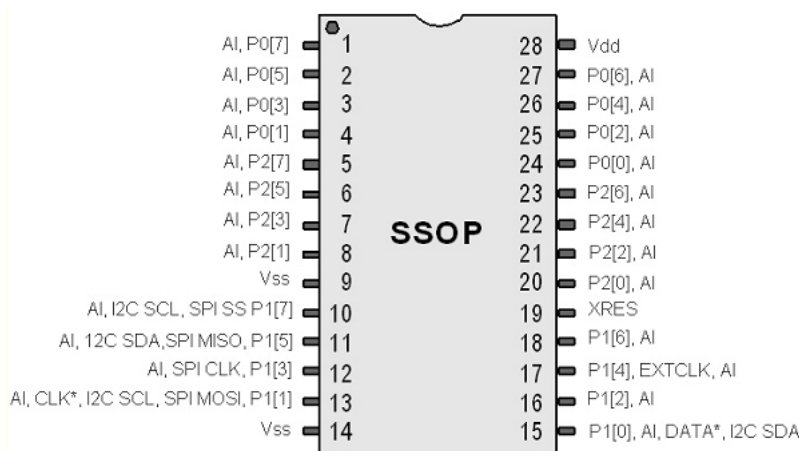 AI, P0[7] 1 28 Vdd
AI, P0[5] 2 27 P0[6], AI
AI, P0[3] 3 26 P0[4], AI
AI, P0[1] 4 25 P0[2], AI
AI, P2[7] 5 24 P0[0], AI
AI, P2[5] 6 23 P2[6], AI
AI, P2[3] 7 SSOP 22 P2[4], AI
AI, P2[1] 8 21 P2[2], AI
Vss 9 20 P2[0], AI
AI, I2C SCL, SPI SS P1[7] 10 19 XRES
AI, 12C SDA,SPI MISO, P1[5] 11 18 P1[6], AI
AI, SPI CLK, P1[3] 12 17 P1[4], EXTCLK, AI
AI, CLK*, I2C SCL, SPI MOSI, P1[1] 13 16 P1[2], AI
Vss 14 15 P1[0], AI, DATA*, I2C SDA